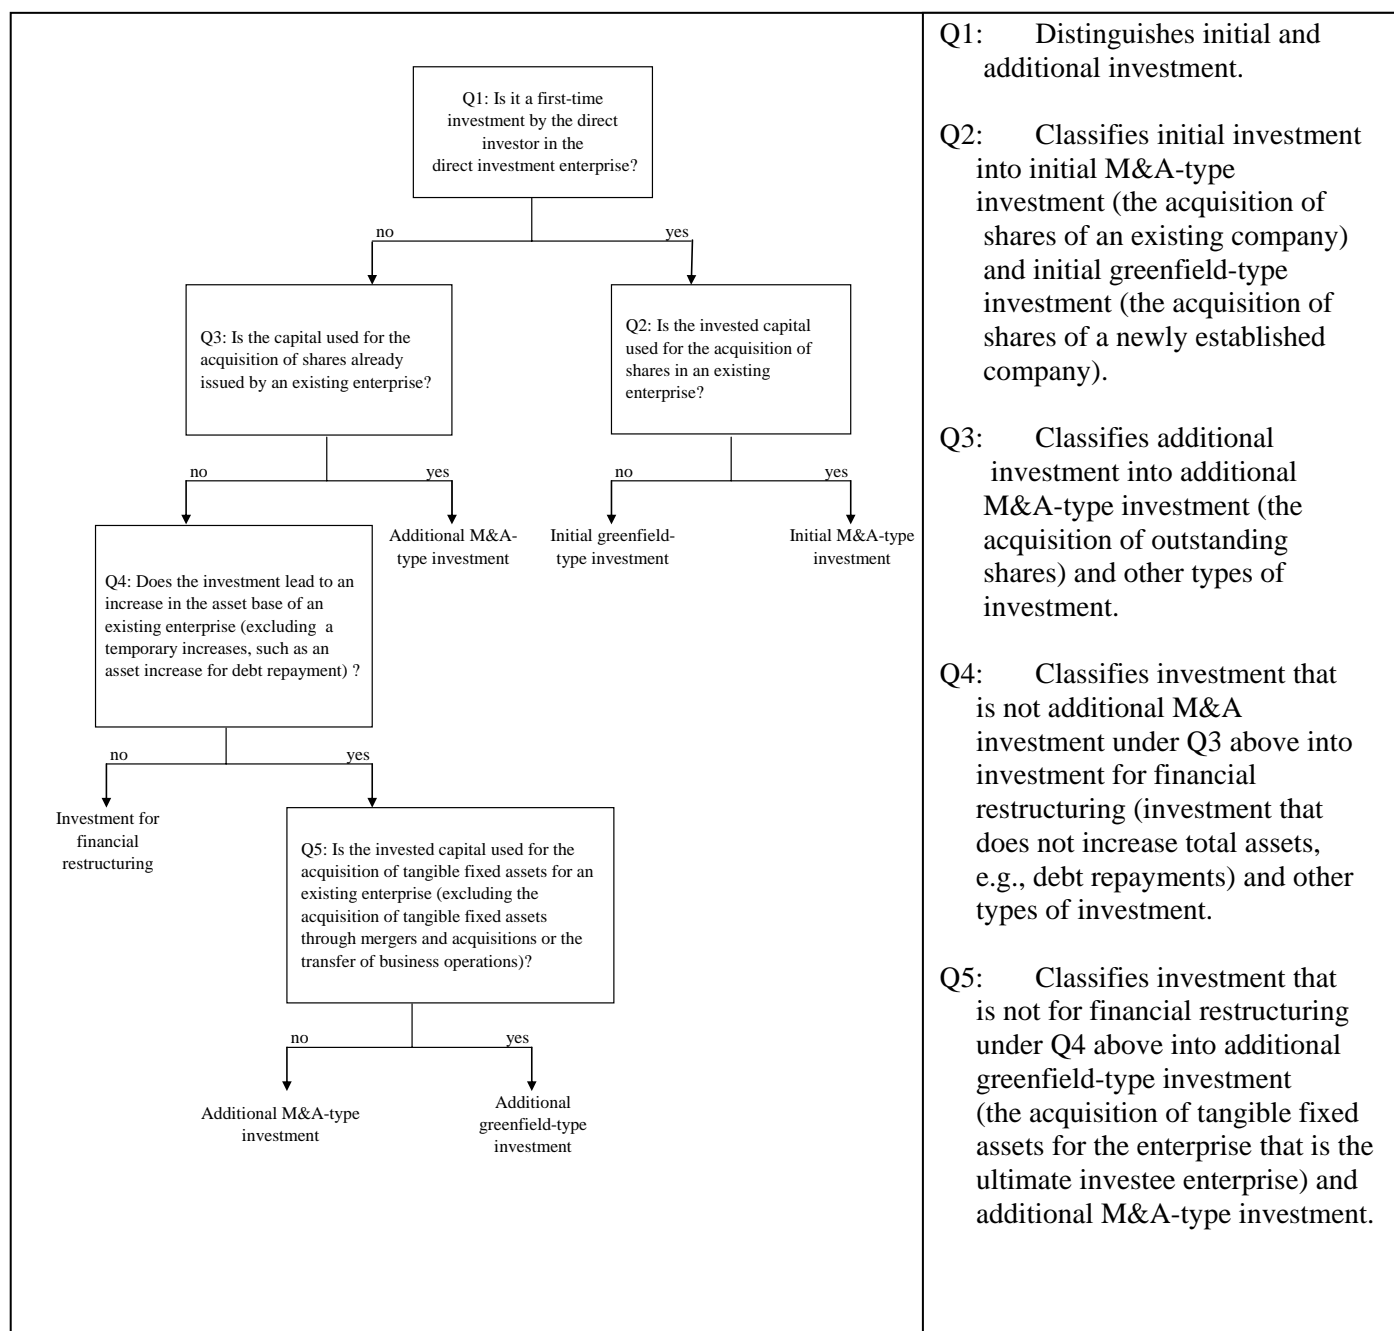 Q1: Is it a first-time
investment by the direct
investor in the
direct investment enterprise?
no
yes
Q3: Is the capital used for the
acquisition of shares already
issued by an existing enterprise?
Q2: Is the invested capital
used for the acquisition of
shares in an existing
enterprise?
no
yes
no
yes
Additional M&A-
type investment
Initial greenfield-
type investment
Initial M&A-type
investment
Q4: Does the investment lead to an
increase in the asset base of an
existing enterprise (excluding a
temporary increases, such as an
asset increase for debt repayment) ?
no
yes
Investment for
financial
restructuring
Q5: Is the invested capital used for the
acquisition of tangible fixed assets for an
existing enterprise (excluding the
acquisition of tangible fixed assets
through mergers and acquisitions or the
transfer of business operations)?
no
yes
Additional M&A-type
investment
Additional
greenfield-type
investment
Q1: Distinguishes initial and
additional investment.
Q2: Classifies initial investment
into initial M&A-type
investment (the acquisition of
shares of an existing company)
and initial greenfield-type
investment (the acquisition of
shares of a newly established
company).
Q3: Classifies additional
investment into additional
M&A-type investment (the
acquisition of outstanding
shares) and other types of
investment.
Q4: Classifies investment that
is not additional M&A
investment under Q3 above into
investment for financial
restructuring (investment that
does not increase total assets,
e.g., debt repayments) and other
types of investment.
Q5: Classifies investment that
is not for financial restructuring
under Q4 above into additional
greenfield-type investment
(the acquisition of tangible fixed
assets for the enterprise that is the
ultimate investee enterprise) and
additional M&A-type investment.